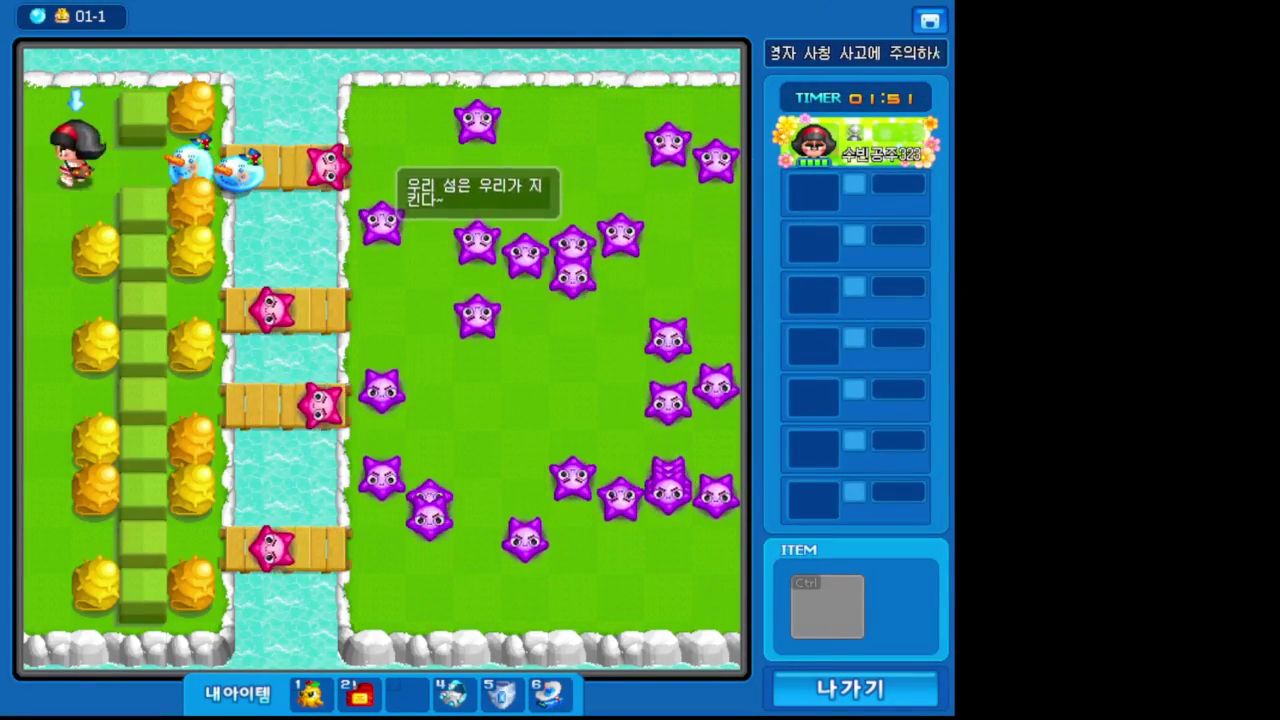 01-1
경자 사칭 사고에 주의하시
TIMER 01:51
수빈공주023
우리 섬은 우리가 지
킨다~
ITEM
Ctrl
내 아이템
1
2
4
5
6
나가기